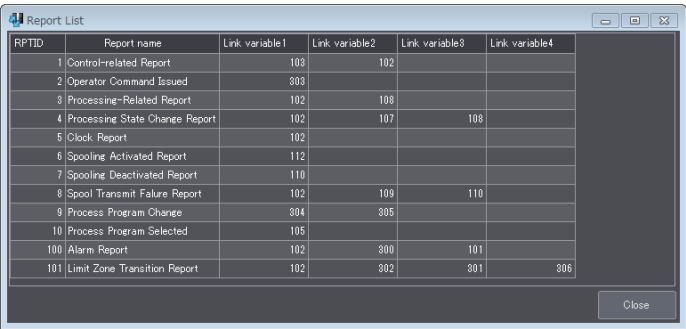 Report List
RPTID Report name Link variable1 Link variable2 Link variable3 Link variable4
1 Control-related Report 103 102
2 Operator Command Issued 303
3 Processing-Related Report 102 108
4 Processing State Change Report 102 107 108
5 Clock Report 102
6 Spooling Activated Report 112
7 Spooling Deactivated Report 110
8 Spool Transmit Falure Report 102 109 110
9 Process Program Change 304 305
10 Process Program Selected 105
100 Alarm Report 102 300 101
101 Limit Zone Transition Report 102 302 301 306
Close